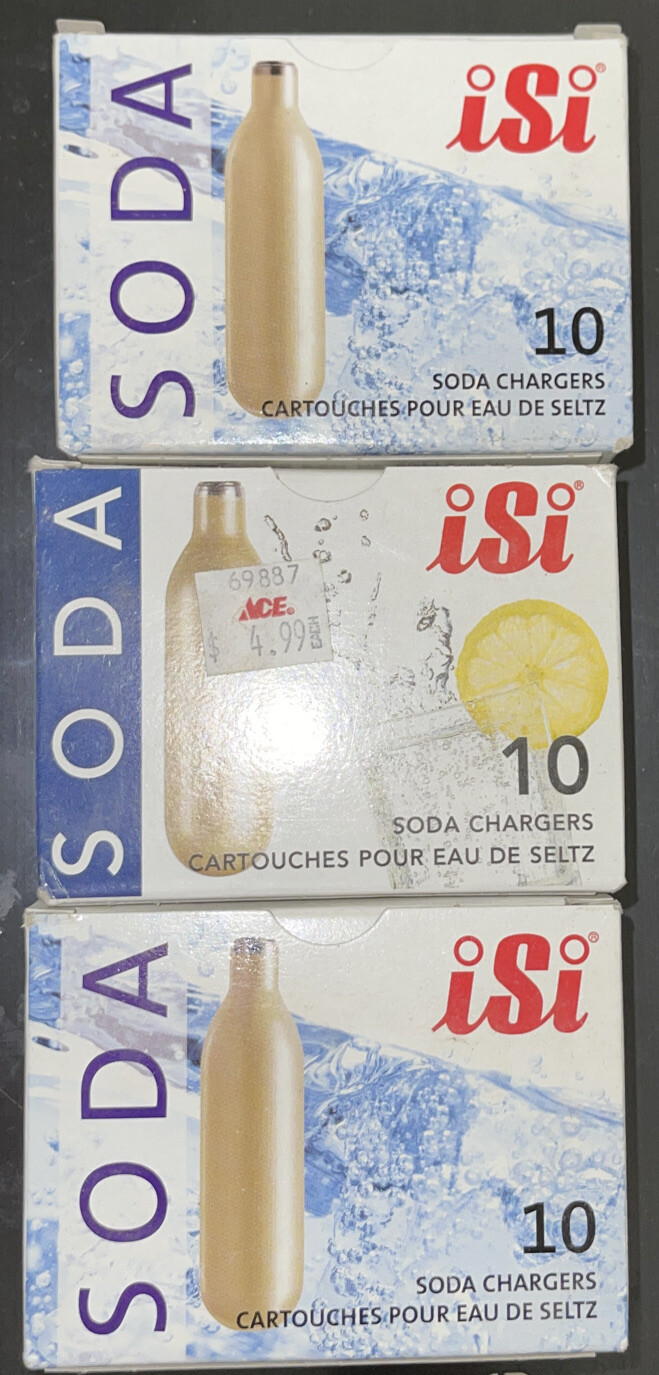 SODA
iSi®
10
SODA CHARGERS
CARTOUCHES POUR EAU DE SELTZ
SODA
iSi®
69887
ACE®
$ 4.99 EACH
10
SODA CHARGERS
CARTOUCHES POUR EAU DE SELTZ
SODA
iSi®
10
SODA CHARGERS
CARTOUCHES POUR EAU DE SELTZ